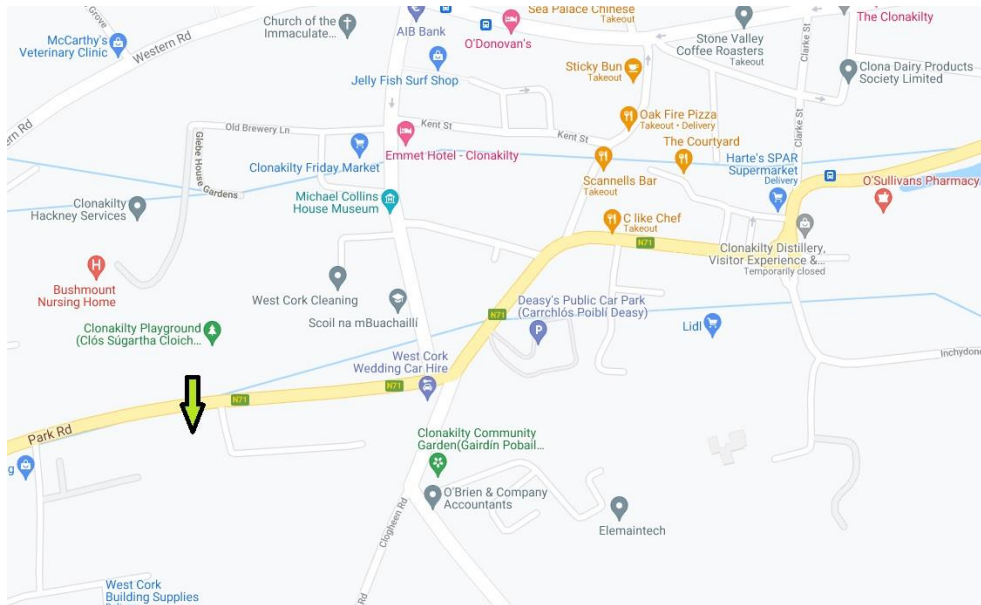 Sea Palace Chinese
Takeout
The Clonakilty
Church of the
Immaculate...
AIB Bank
O'Donovan's
McCarthy's
Veterinary Clinic
Western Rd
Stone Valley
Coffee Roasters
Takeout
Clarke St
Jelly Fish Surf Shop
Sticky Bun
Takeout
Clona Dairy Products
Society Limited
Oak Fire Pizza
Takeout • Delivery
Old Brewery Ln
Kent St
Kent St
Clarke St
Glebe House Gardens
Emmet Hotel - Clonakilty
The Courtyard
Clonakilty Friday Market
Harte's SPAR
Supermarket
Delivery
Scannells Bar
Takeout
O'Sullivans Pharmacy
Michael Collins
House Museum
Clonakilty
Hackney Services
C like Chef
Takeout
N71
Clonakilty Distillery,
Visitor Experience &...
Temporarily closed
H
Bushmount
Nursing Home
West Cork Cleaning
Scoil na mBuachaillí
N71
Deasy's Public Car Park
(Carrchlós Poiblí Deasy)
P
Lidl
Clonakilty Playground
(Clós Súgartha Cloich...
West Cork
Wedding Car Hire
N71
N71
Park Rd
Clonakilty Community
Garden(Gairdín Pobail...
O'Brien & Company
Accountants
Clogheen Rd
Elemaintech
West Cork
Building Supplies